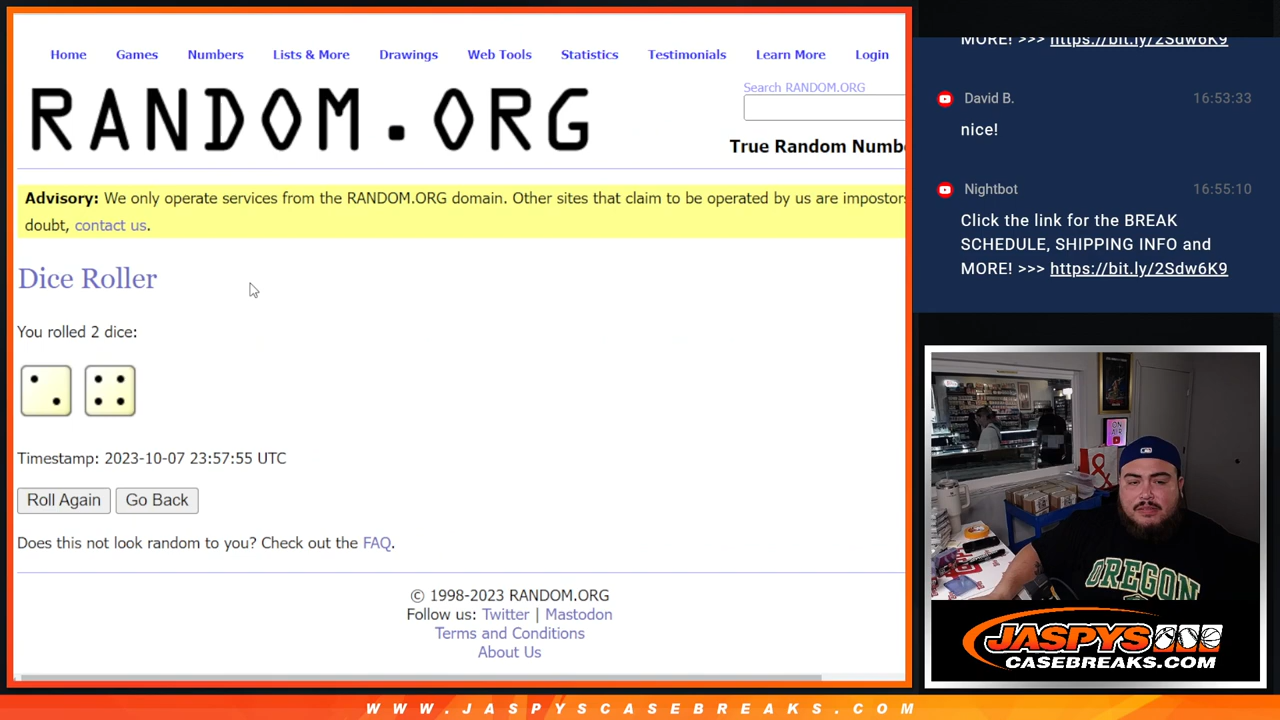 Home Games Numbers Lists & More Drawings Web Tools Statistics Testimonials Learn More Login
RANDOM.ORG
Search RANDOM.ORG
True Random Numb
Advisory: We only operate services from the RANDOM.ORG domain. Other sites that claim to be operated by us are impostors
doubt, contact us.
Dice Roller
You rolled 2 dice:
Timestamp: 2023-10-07 23:57:55 UTC
Roll Again Go Back
Does this not look random to you? Check out the FAQ.
© 1998-2023 RANDOM.ORG
Follow us: Twitter | Mastodon
Terms and Conditions
About Us
MORE! >>> https://bit.ly/2Sdw6K9
David B. 16:53:33
nice!
Nightbot 16:55:10
Click the link for the BREAK
SCHEDULE, SHIPPING INFO and
MORE! >>> https://bit.ly/2Sdw6K9
ON
AIR
OREGON
JASPYS
CASEBREAKS.COM
WWW.JASPYSCASEBREAKS.COM